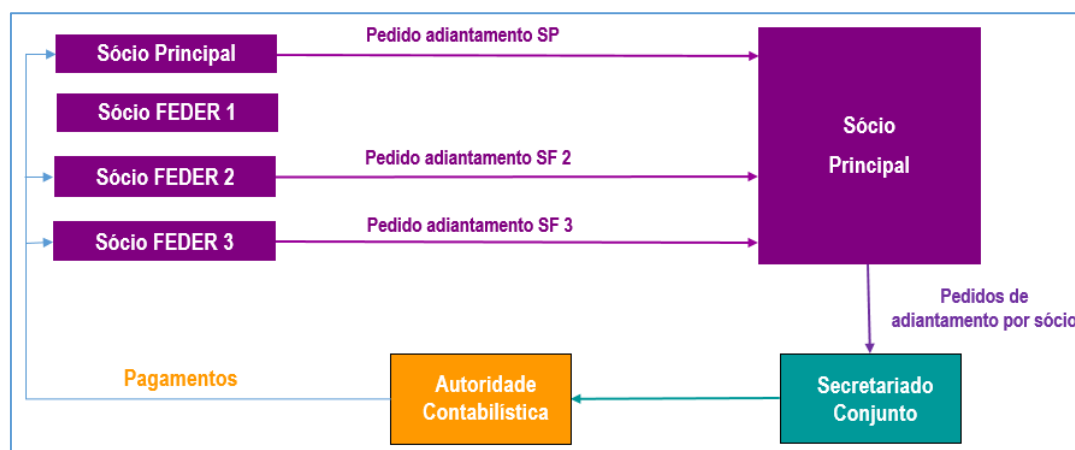 Sócio Principal
Pedido adiantamento SP
Sócio FEDER 1
Sócio FEDER 2
Pedido adiantamento SF 2
Sócio FEDER 3
Pedido adiantamento SF 3
Sócio
Principal
Pedidos de
adiantamento por sócio
Pagamentos
Autoridade
Contabilística
Secretariado
Conjunto